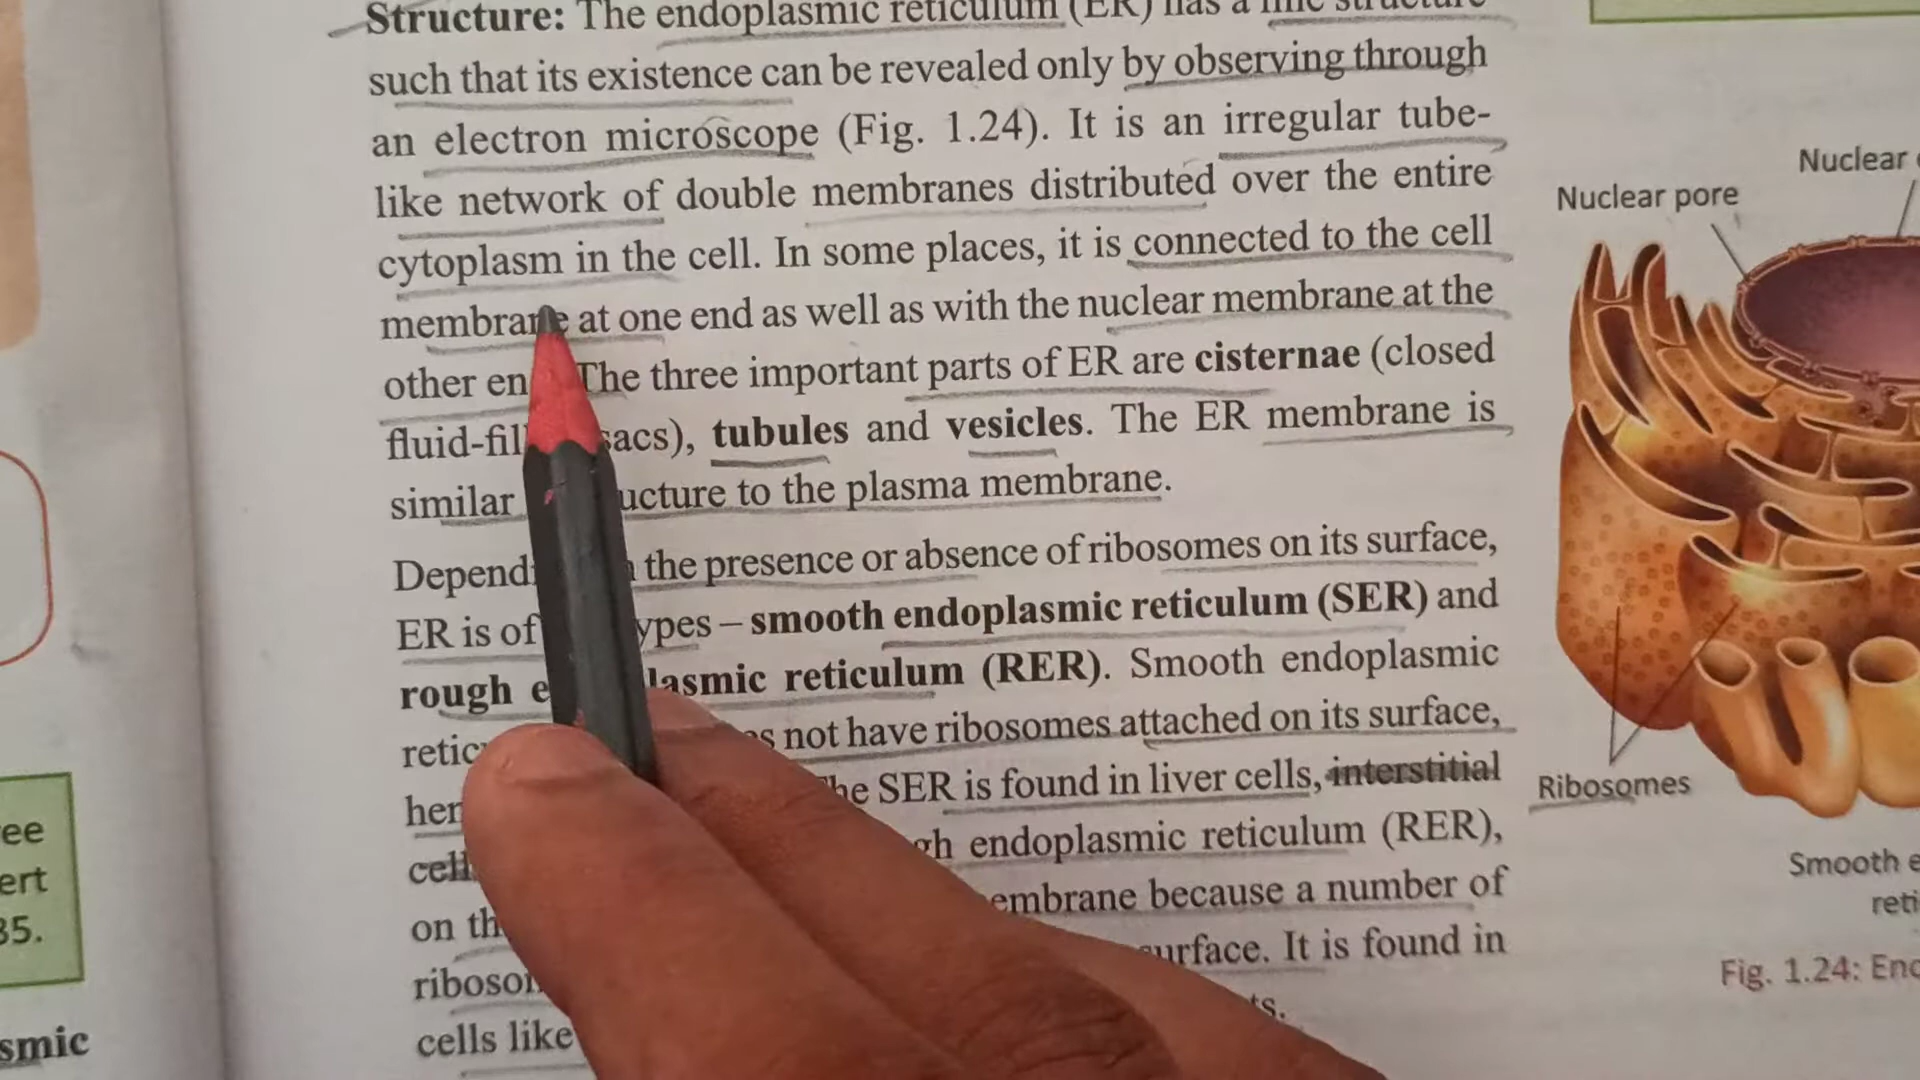 Structure: The endoplasmic reticulum (ER) has a fine structure
such that its existence can be revealed only by observing through
an electron microscope (Fig. 1.24). It is an irregular tube-
like network of double membranes distributed over the entire
cytoplasm in the cell. In some places, it is connected to the cell
membrane at one end as well as with the nuclear membrane at the
other en The three important parts of ER are cisternae (closed
fluid-fil sacs), tubules and vesicles. The ER membrane is
similar ucture to the plasma membrane.
Depend the presence or absence of ribosomes on its surface,
ER is of ypes – smooth endoplasmic reticulum (SER) and
rough e lasmic reticulum (RER). Smooth endoplasmic
retic not have ribosomes attached on its surface,
her he SER is found in liver cells, interstitial
cell gh endoplasmic reticulum (RER),
on th embrane because a number of
riboso urface. It is found in
cells like ts.
Nuclear pore
Nuclear
Ribosomes
Smooth e
reti
Fig. 1.24: End
ee
ert
35.
smic